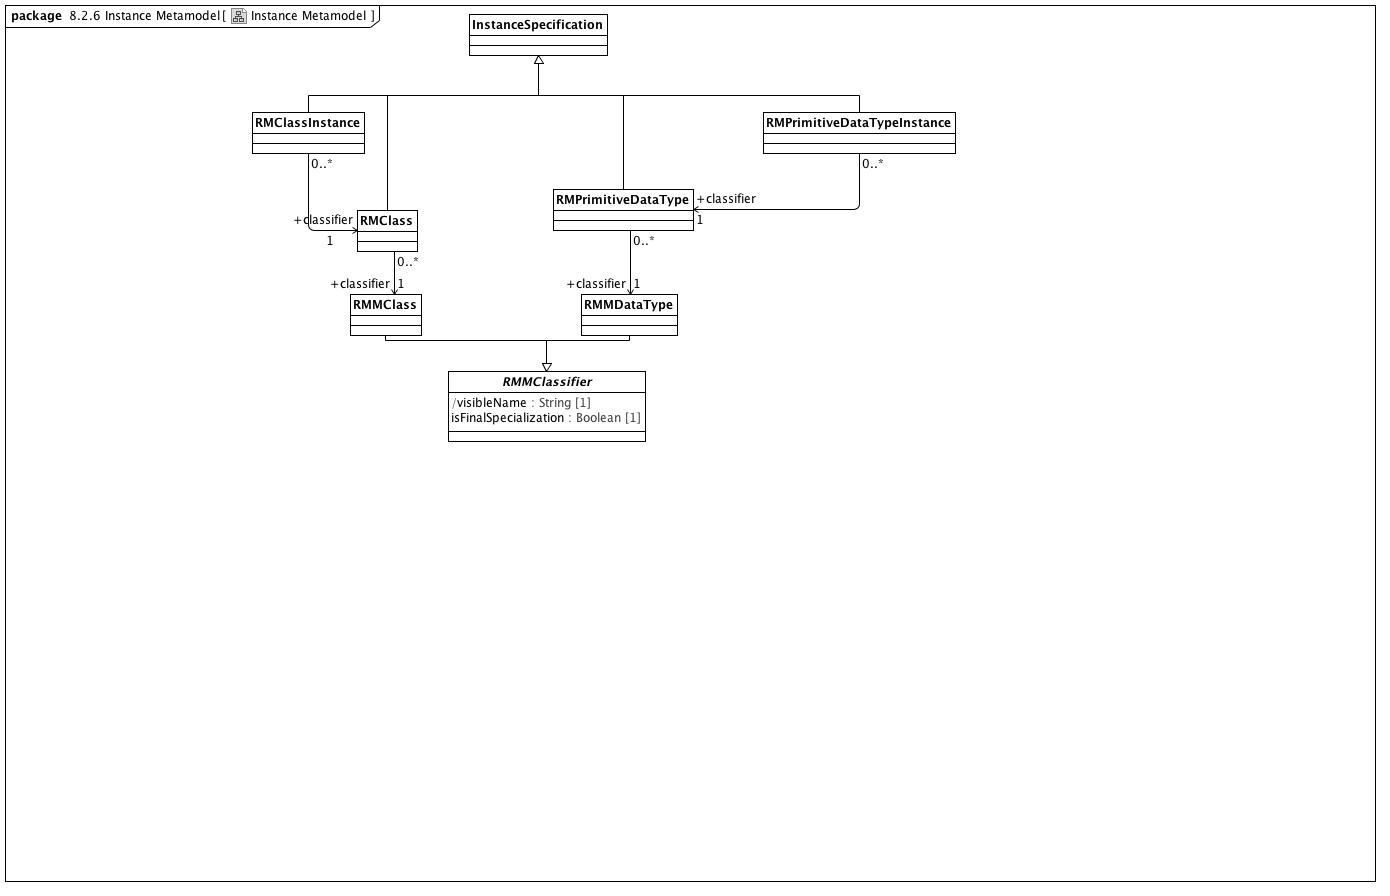 package 8.2.6 Instance Metamodel[ Instance Metamodel ]
InstanceSpecification
RMClassInstance
RMPrimitiveDataTypeInstance
0..*
0..*
RMPrimitiveDataType
+classifier
1
+classifier
1
RMClass
0..*
0..*
+classifier
1
+classifier
1
RMMClass
RMMDataType
RMMClassifier
/visibleName : String [1]
isFinalSpecialization : Boolean [1]